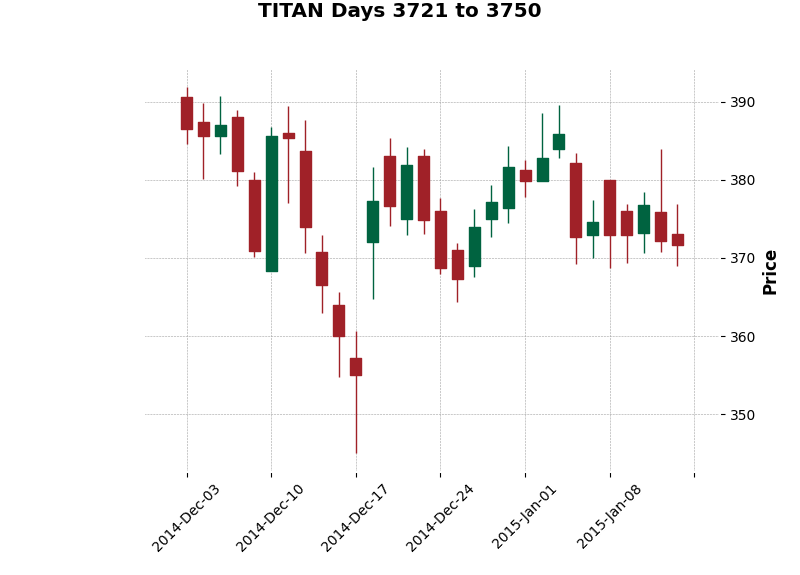 TITAN Days 3721 to 3750
390
380
370
360
350
Price
2014-Dec-03
2014-Dec-10
2014-Dec-17
2014-Dec-24
2015-Jan-01
2015-Jan-08